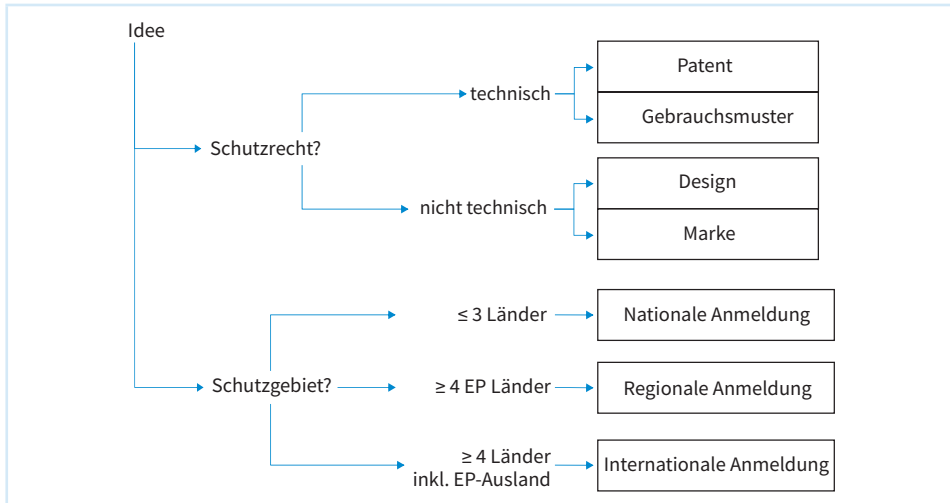 Idee
Schutzrecht?
technisch
Patent
Gebrauchsmuster
nicht technisch
Design
Marke
Schutzgebiet?
≤ 3 Länder
Nationale Anmeldung
≥ 4 EP Länder
Regionale Anmeldung
≥ 4 Länder
inkl. EP-Ausland
Internationale Anmeldung